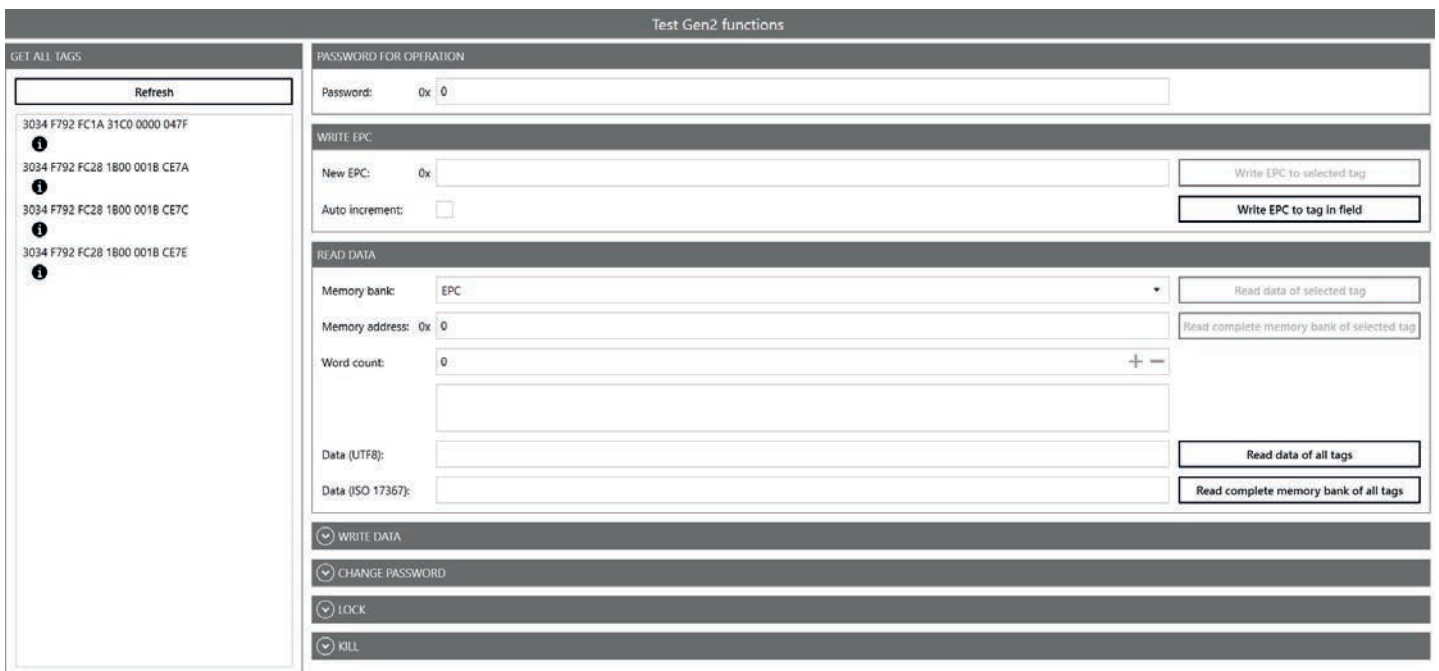 Test Gen2 functions
GET ALL TAGS
Refresh
3034 F792 FC1A 31C0 0000 047F
3034 F792 FC28 1B00 001B CE7A
3034 F792 FC28 1B00 001B CE7C
3034 F792 FC28 1B00 001B CE7E
PASSWORD FOR OPERATION
Password: 0x 0
WRITE EPC
New EPC: 0x
Write EPC to selected tag
Auto increment:
Write EPC to tag in field
READ DATA
Memory bank: EPC
Read data of selected tag
Memory address: 0x 0
Read complete memory bank of selected tag
Word count: 0
Data (UTF8):
Read data of all tags
Data (ISO 17367):
Read complete memory bank of all tags
WRITE DATA
CHANGE PASSWORD
LOCK
KILL